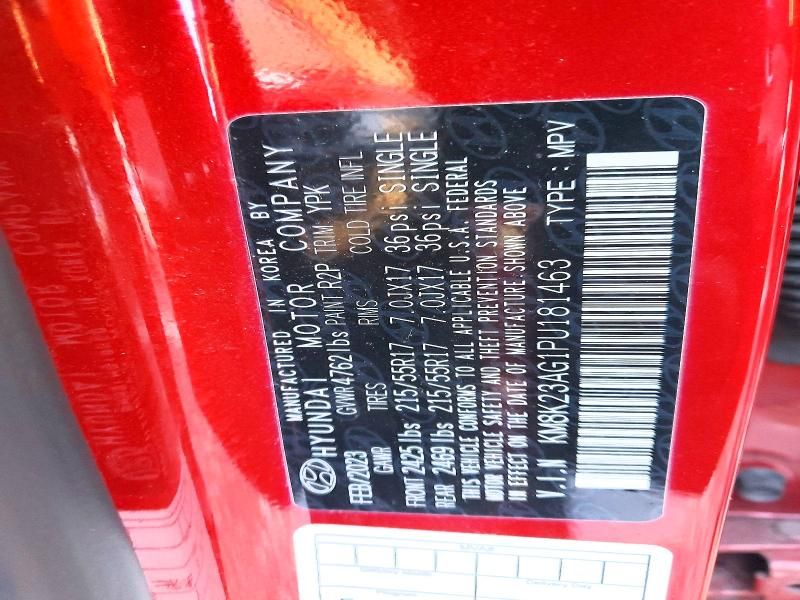 MANUFACTURED IN KOREA BY
HYUNDAI MOTOR COMPANY
FEB/2023 GVWR 4762 lbs PAINT R2P TRIM YPK
GAWR TIRES RIMS COLD TIRE INFL
FRONT 2425 lbs 215/55R17 7.0JX17 36psi SINGLE
REAR 2469 lbs 215/55R17 7.0JX17 36psi SINGLE
THIS VEHICLE CONFORMS TO ALL APPLICABLE U.S.A. FEDERAL
MOTOR VEHICLE SAFETY AND THEFT PREVENTION STANDARDS
IN EFFECT ON THE DATE OF MANUFACTURE SHOWN ABOVE
V.I.N KM8K23AG1PU181463 TYPE : MPV